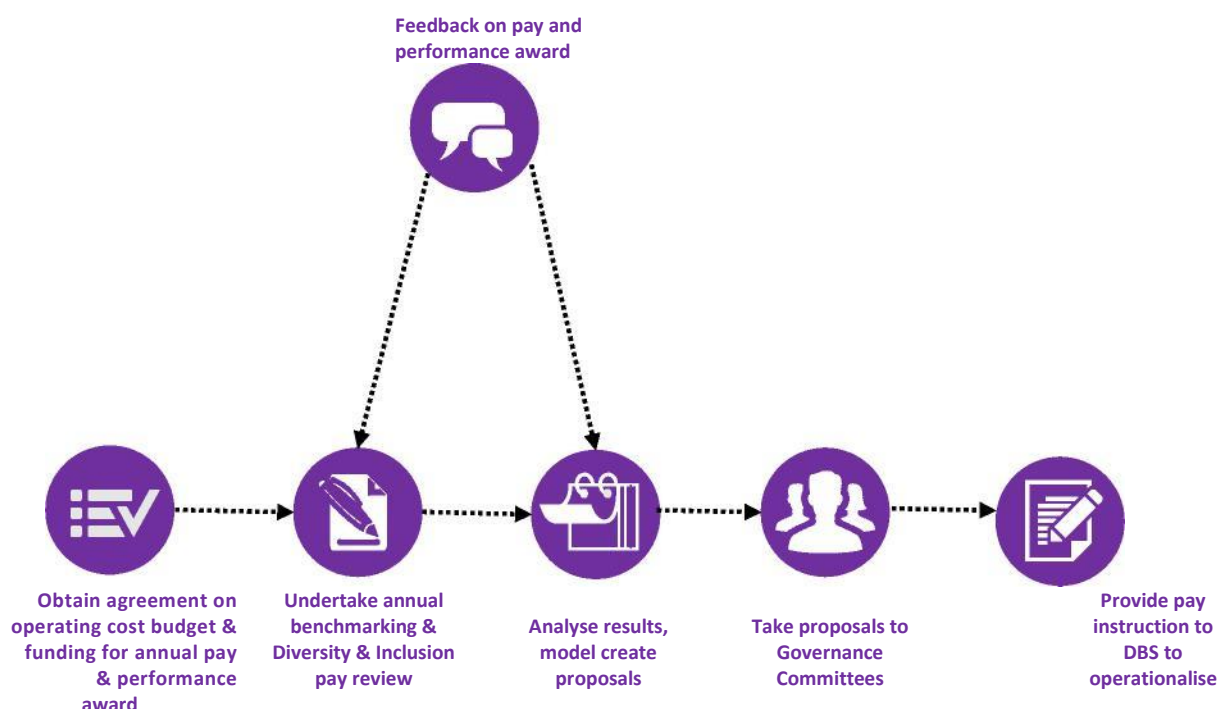 Feedback on pay and
performance award
Obtain agreement on
operating cost budget &
funding for annual pay
& performance
award
Undertake annual
benchmarking &
Diversity & Inclusion
pay review
Analyse results,
model create
proposals
Take proposals to
Governance
Committees
Provide pay
instruction to
DBS to
operationalise